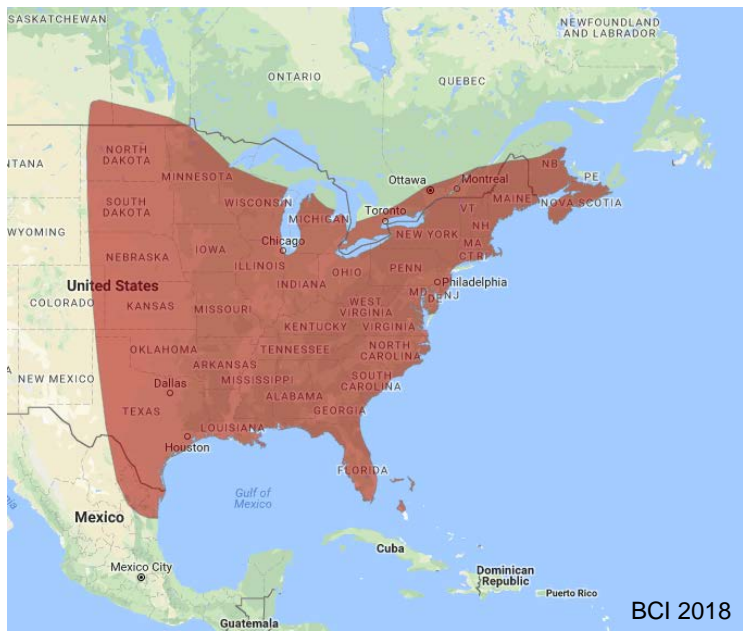 SASKATCHEWAN
NEWFOUNDLAND
AND LABRADOR
ONTARIO
QUEBEC
NTANA
NORTH
DAKOTA
MINNESOTA
Ottawa
Montreal
NB
PE
SOUTH
DAKOTA
WISCONSIN
MICHIGAN
Toronto
VT
MAINE
NOVA SCOTIA
WYOMING
NH
NEW YORK
MA
Chicago
CT RI
NEBRASKA
IOWA
ILLINOIS
INDIANA
OHIO
PENN
United States
Philadelphia
MD
DE NJ
COLORADO
KANSAS
MISSOURI
WEST
VIRGINIA
KENTUCKY
VIRGINIA
OKLAHOMA
TENNESSEE
NORTH
CAROLINA
ARKANSAS
NEW MEXICO
Dallas
MISSISSIPPI
SOUTH
CAROLINA
TEXAS
ALABAMA
GEORGIA
LOUISIANA
Houston
FLORIDA
Gulf of
Mexico
Mexico
Cuba
Mexico City
Dominican
Republic
Puerto Rico
Guatemala
BCI 2018